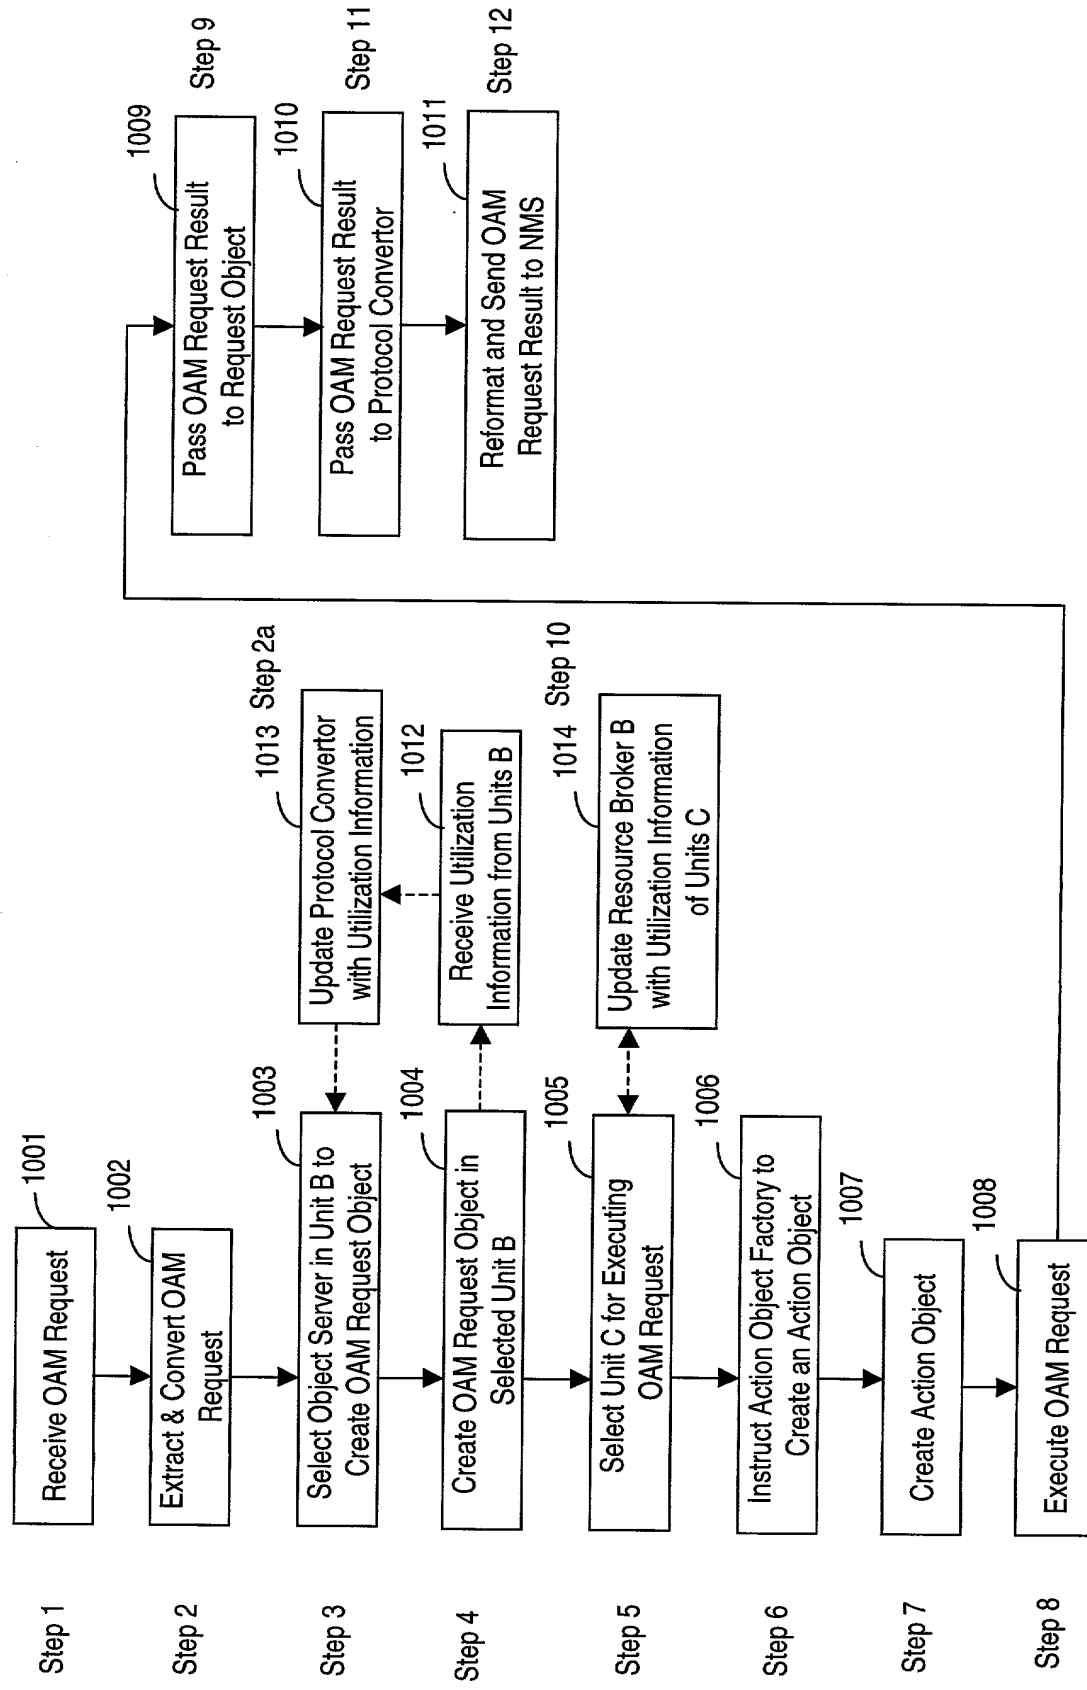 Step 1
Receive OAM Request
1001
Step 2
Extract & Convert OAM
Request
1002
Step 3
Select Object Server in Unit B to
Create OAM Request Object
1003
Update Protocol Convertor
with Utilization Information
1013
Step 2a
Step 4
Create OAM Request Object in
Selected Unit B
1004
Receive Utilization
Information from Units B
1012
Step 5
Select Unit C for Executing
OAM Request
1005
Update Resource Broker B
with Utilization Information
of Units C
1014
Step 10
Step 6
Instruct Action Object Factory to
Create an Action Object
1006
Step 7
Create Action Object
1007
Step 8
Execute OAM Request
1008
Pass OAM Request Result
to Request Object
1009
Step 9
Pass OAM Request Result
to Protocol Convertor
1010
Step 11
Reformat and Send OAM
Request Result to NMS
1011
Step 12